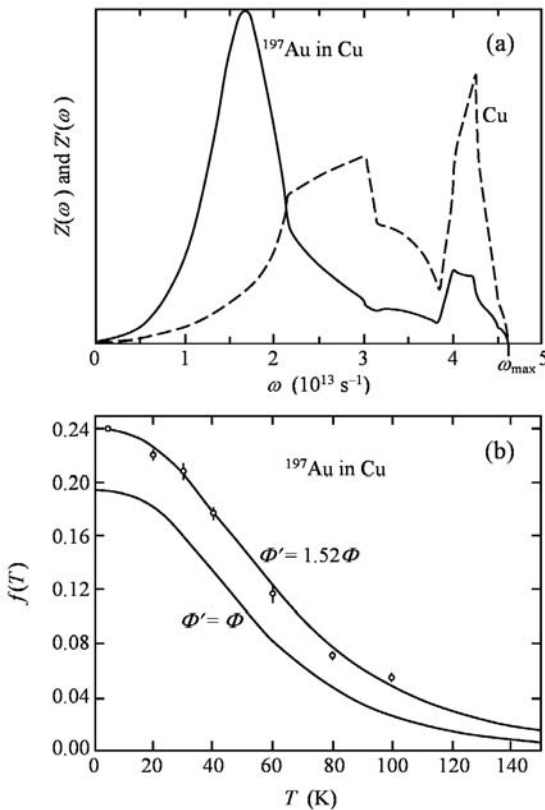 (a)
¹⁹⁷Au in Cu
Cu
Z(ω) and Z'(ω)
0 1 2 3 4 5
ω_max
ω (10¹³ s⁻¹)
(b)
¹⁹⁷Au in Cu
0.24
0.20
0.16
0.12
0.08
0.04
0.00
f(T)
Φ' = 1.52Φ
Φ' = Φ
0 20 40 60 80 100 120 140
T (K)